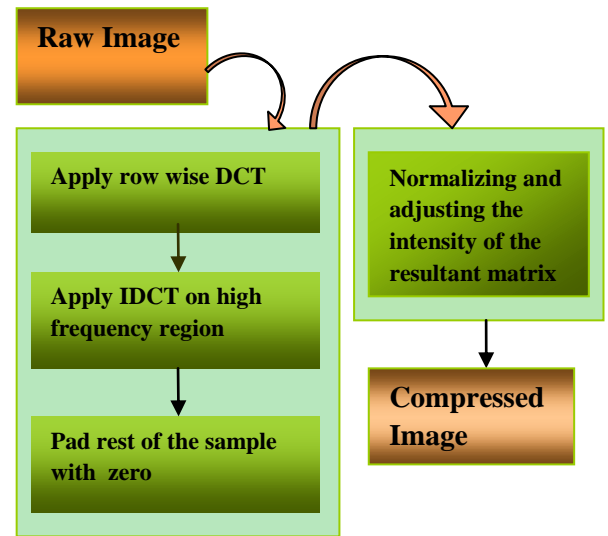 Raw Image
Apply row wise DCT
Apply IDCT on high
frequency region
Pad rest of the sample
with zero
Normalizing and
adjusting the
intensity of the
resultant matrix
Compressed
Image